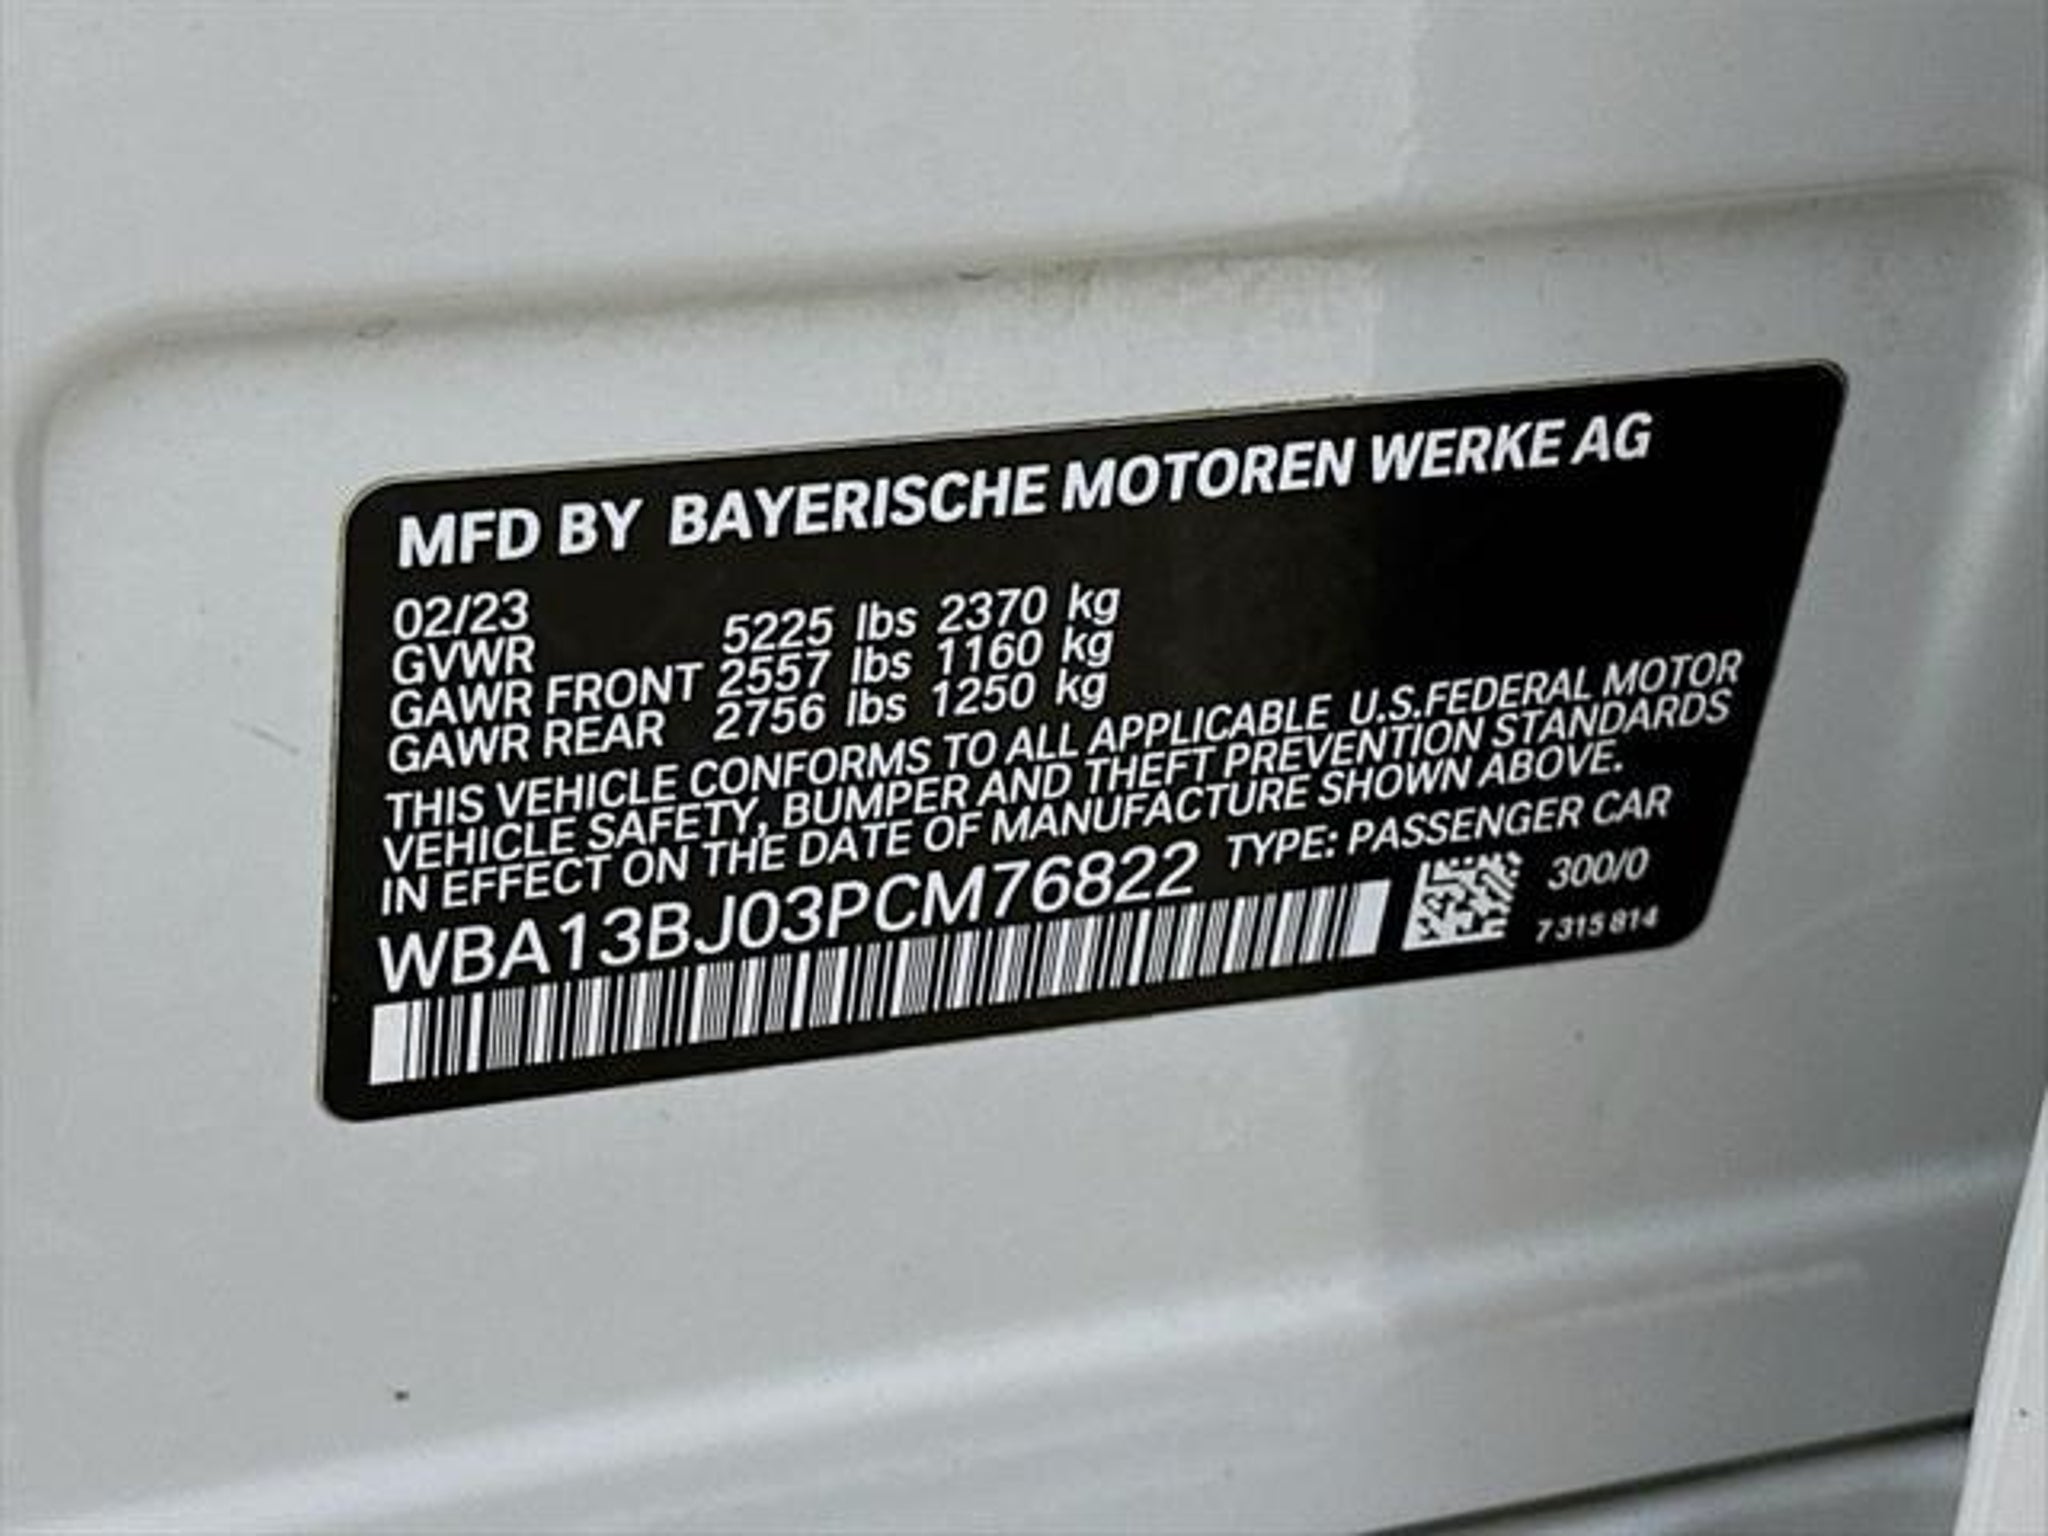 MFD BY BAYERISCHE MOTOREN WERKE AG
02/23
GVWR 5225 lbs 2370 kg
GAWR FRONT 2557 lbs 1160 kg
GAWR REAR 2756 lbs 1250 kg
THIS VEHICLE CONFORMS TO ALL APPLICABLE U.S.FEDERAL MOTOR
VEHICLE SAFETY, BUMPER AND THEFT PREVENTION STANDARDS
IN EFFECT ON THE DATE OF MANUFACTURE SHOWN ABOVE.
WBA13BJ03PCM76822 TYPE: PASSENGER CAR
300/0
7 315 814